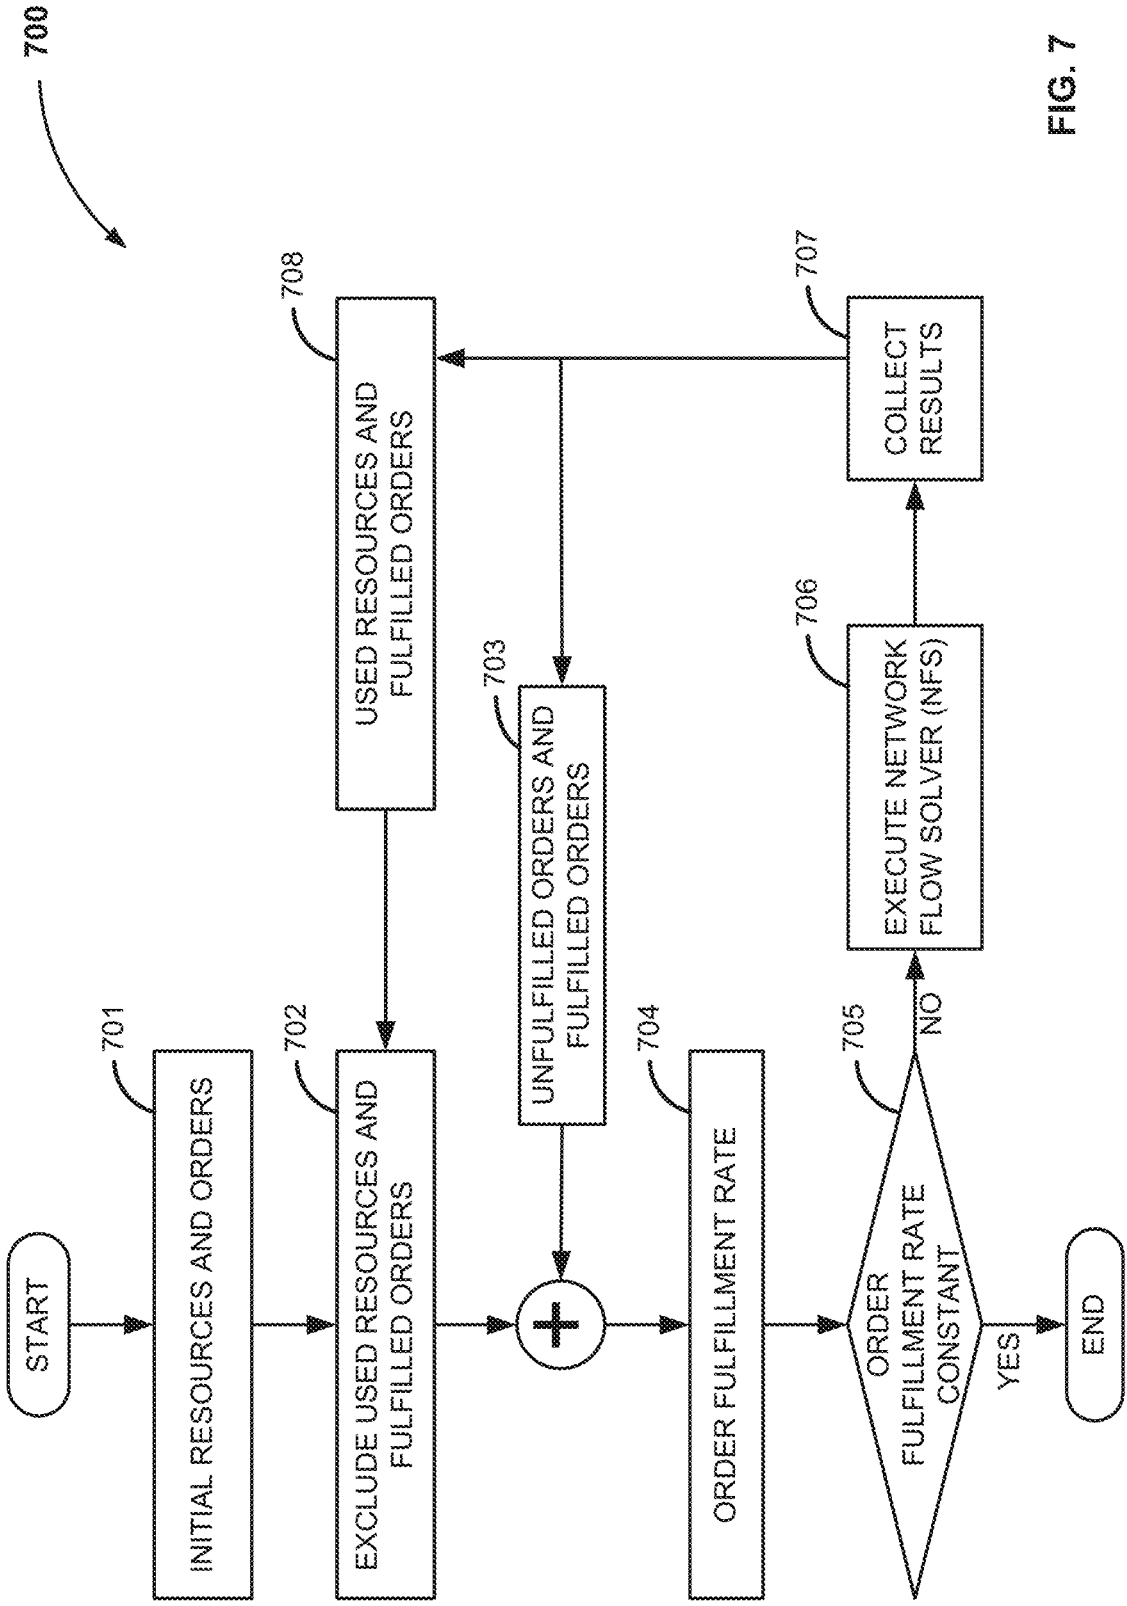 700
START
701
INITIAL RESOURCES AND ORDERS
702
EXCLUDE USED RESOURCES AND
FULFILLED ORDERS
708
USED RESOURCES AND
FULFILLED ORDERS
703
UNFULFILLED ORDERS AND
FULFILLED ORDERS
+
704
ORDER FULFILLMENT RATE
705
ORDER
FULFILLMENT RATE
CONSTANT
NO
706
EXECUTE NETWORK
FLOW SOLVER (NFS)
707
COLLECT
RESULTS
YES
END
FIG. 7